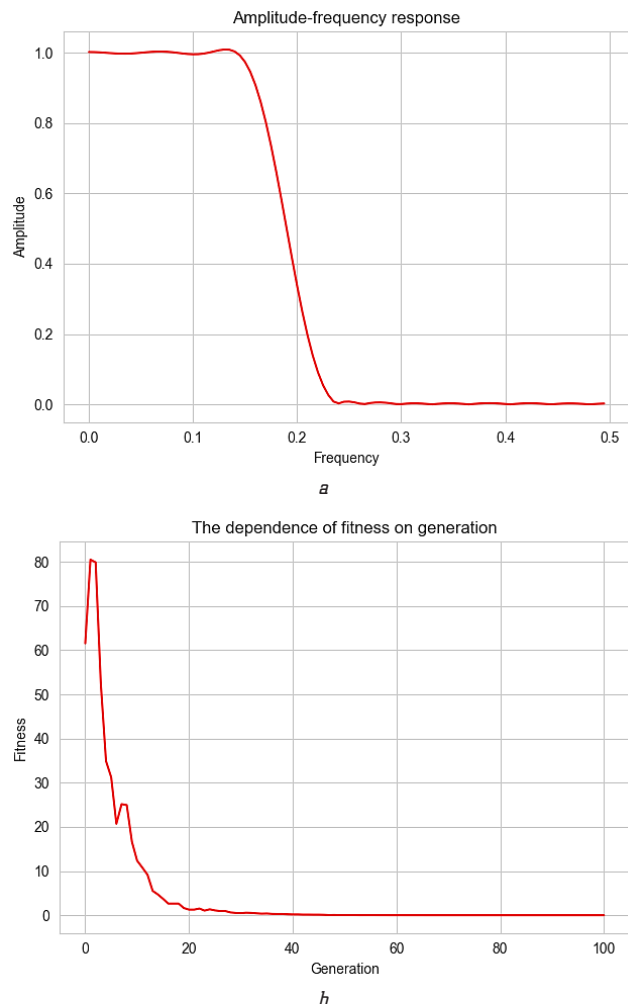 Amplitude-frequency response
1.0
0.8
0.6
0.4
0.2
0.0
Amplitude
0.0 0.1 0.2 0.3 0.4 0.5
Frequency
a
The dependence of fitness on generation
80
70
60
50
40
30
20
10
0
Fitness
0 20 40 60 80 100
Generation